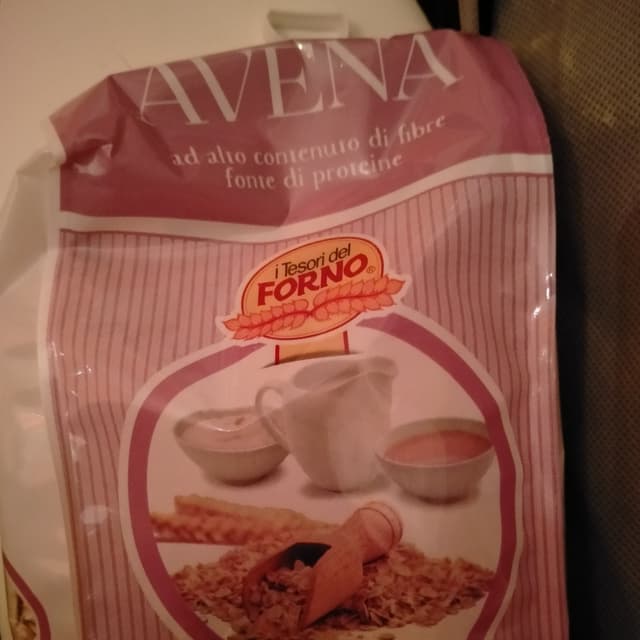 AVENA
ad alto contenuto di fibre
fonte di proteine
i Tesori del
FORNO®